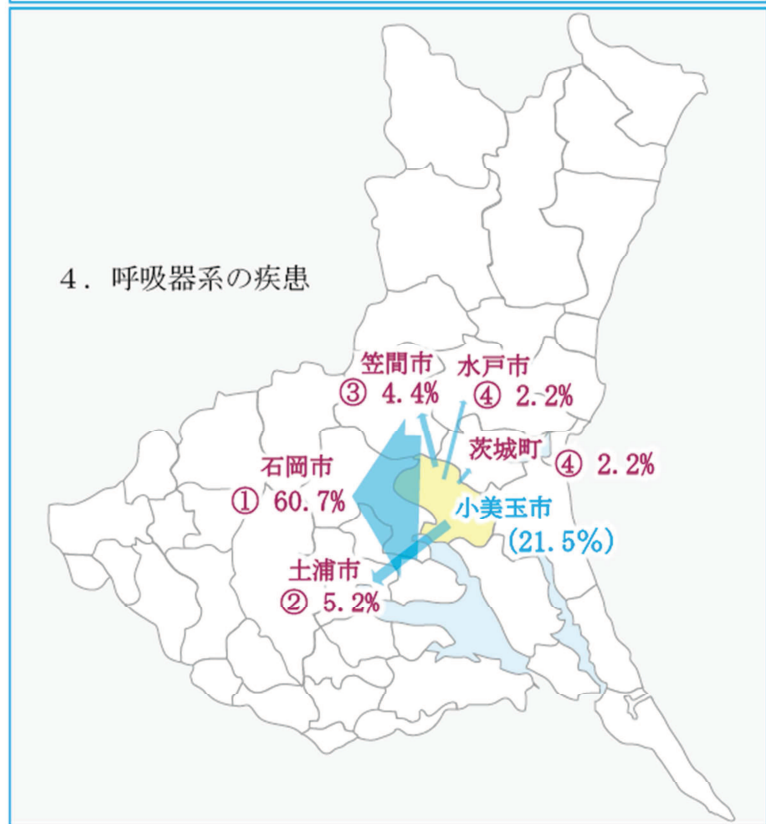 4. 呼吸器系の疾患
笠間市
③ 4.4%
水戸市
④ 2.2%
茨城町
④ 2.2%
石岡市
① 60.7%
小美玉市
(21.5%)
土浦市
② 5.2%